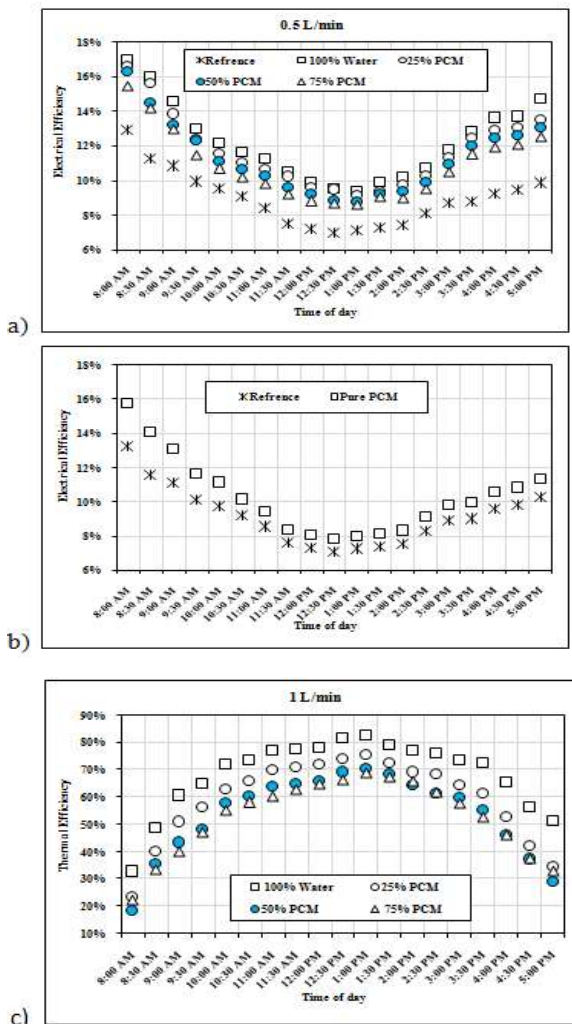 0.5 L/min
18%
16%
14%
12%
10%
8%
6%
Electrical Efficiency
Refrence 100% Water 25% PCM
50% PCM 75% PCM
8:00 AM 8:30 AM 9:00 AM 9:30 AM 10:00 AM 10:30 AM 11:00 AM 11:30 AM 12:00 PM 12:30 PM 1:00 PM 1:30 PM 2:00 PM 2:30 PM 3:00 PM 3:30 PM 4:00 PM 4:30 PM 5:00 PM
Time of day
a)
18%
16%
14%
12%
10%
8%
6%
Electrical Efficiency
Refrence Pure PCM
8:00 AM 8:30 AM 9:00 AM 9:30 AM 10:00 AM 10:30 AM 11:00 AM 11:30 AM 12:00 PM 12:30 PM 1:00 PM 1:30 PM 2:00 PM 2:30 PM 3:00 PM 3:30 PM 4:00 PM 4:30 PM 5:00 PM
Time of day
b)
1 L/min
90%
80%
70%
60%
50%
40%
30%
20%
10%
Thermal Efficiency
100% Water 25% PCM
50% PCM 75% PCM
8:00 AM 8:30 AM 9:00 AM 9:30 AM 10:00 AM 10:30 AM 11:00 AM 11:30 AM 12:00 PM 12:30 PM 1:00 PM 1:30 PM 2:00 PM 2:30 PM 3:00 PM 3:30 PM 4:00 PM 4:30 PM 5:00 PM
Time of day
c)